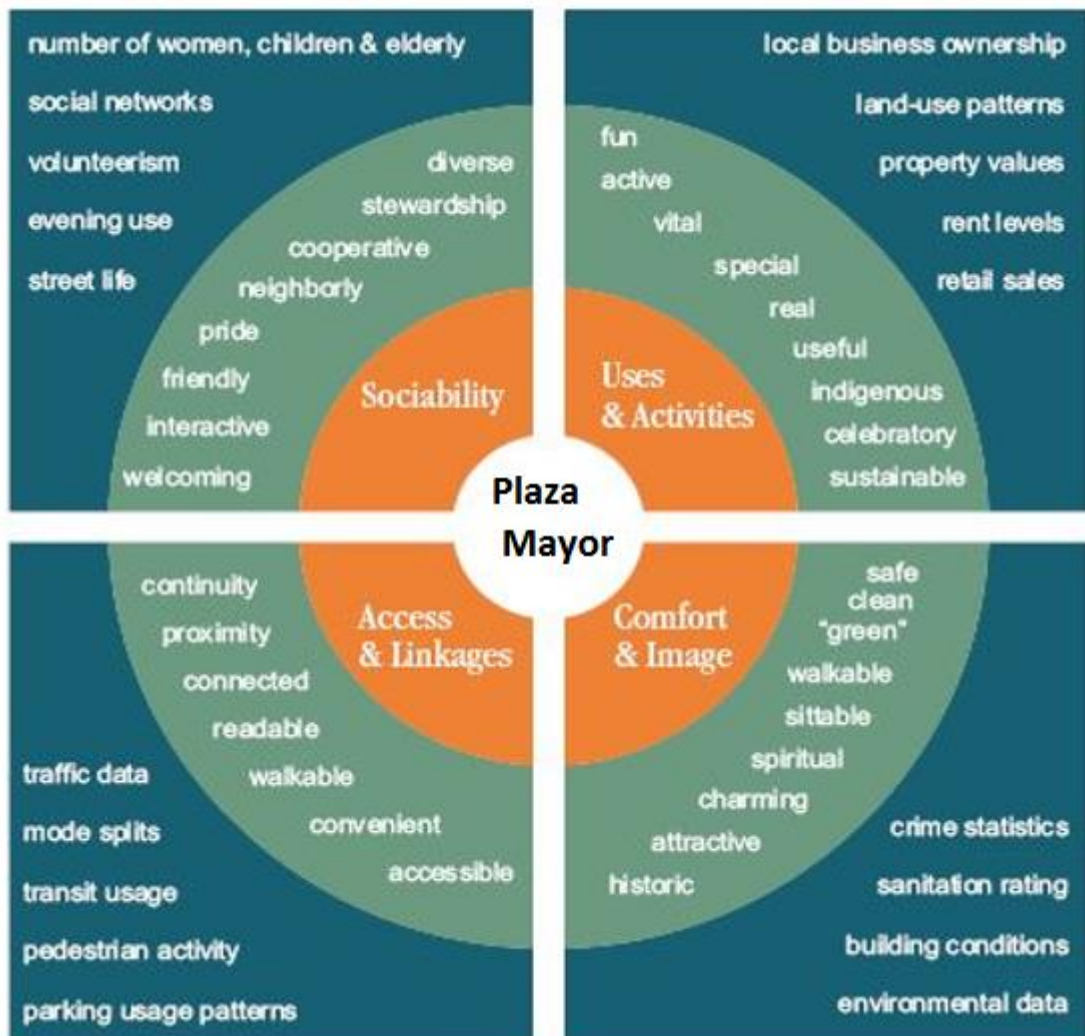 number of women, children & elderly
social networks
volunteerism
evening use
street life
diverse
stewardship
cooperative
neighborly
pride
friendly
interactive
welcoming
Sociability
local business ownership
land-use patterns
property values
rent levels
retail sales
fun
active
vital
special
real
useful
indigenous
celebratory
sustainable
Uses
& Activities
Plaza
Mayor
continuity
proximity
connected
readable
walkable
convenient
accessible
Access
& Linkages
traffic data
mode splits
transit usage
pedestrian activity
parking usage patterns
Comfort
& Image
safe
clean
"green"
walkable
sittable
spiritual
charming
attractive
historic
crime statistics
sanitation rating
building conditions
environmental data